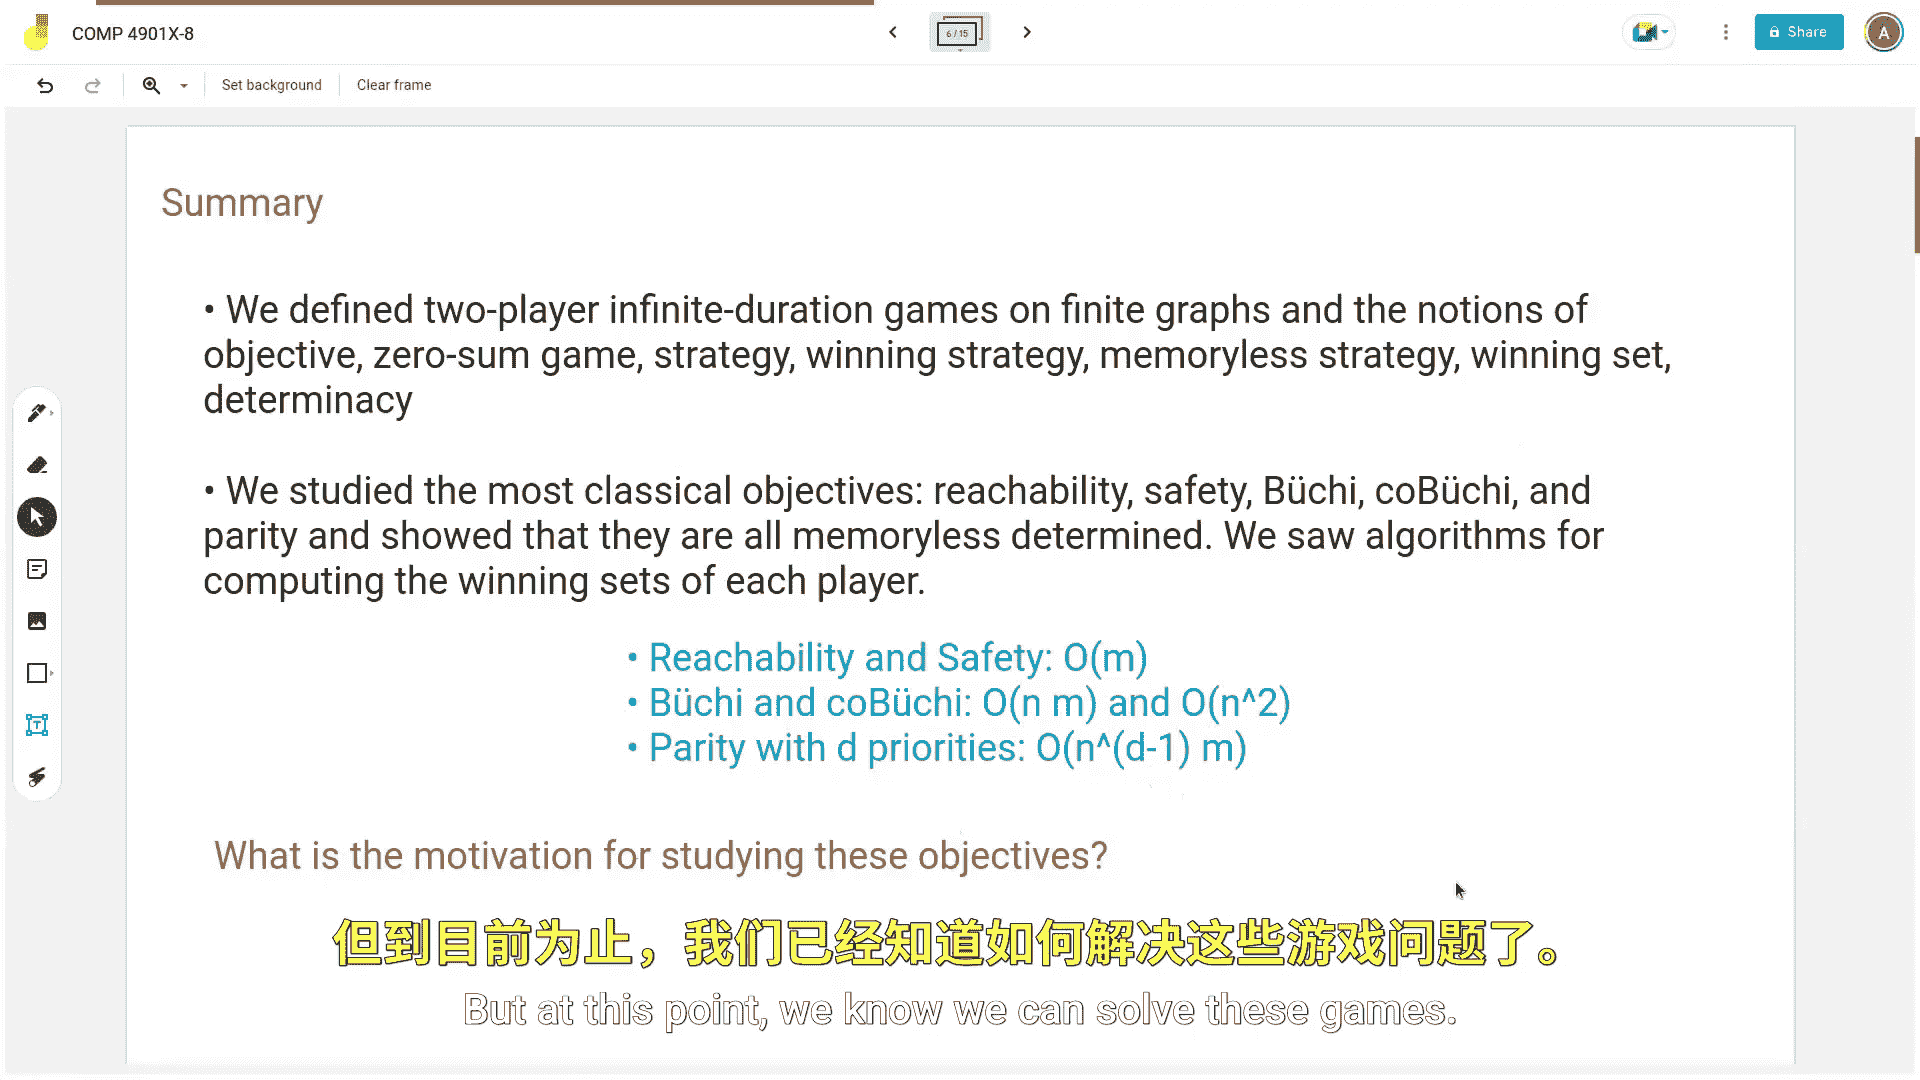 COMP 4901X-8
6 / 15
Share
A
Set background
Clear frame
Summary
• We defined two-player infinite-duration games on finite graphs and the notions of
objective, zero-sum game, strategy, winning strategy, memoryless strategy, winning set,
determinacy
• We studied the most classical objectives: reachability, safety, Büchi, coBüchi, and
parity and showed that they are all memoryless determined. We saw algorithms for
computing the winning sets of each player.
• Reachability and Safety: O(m)
• Büchi and coBüchi: O(n m) and O(n^2)
• Parity with d priorities: O(n^(d-1) m)
What is the motivation for studying these objectives?
但到目前为止，我们已经知道如何解决这些游戏问题了。
But at this point, we know we can solve these games.